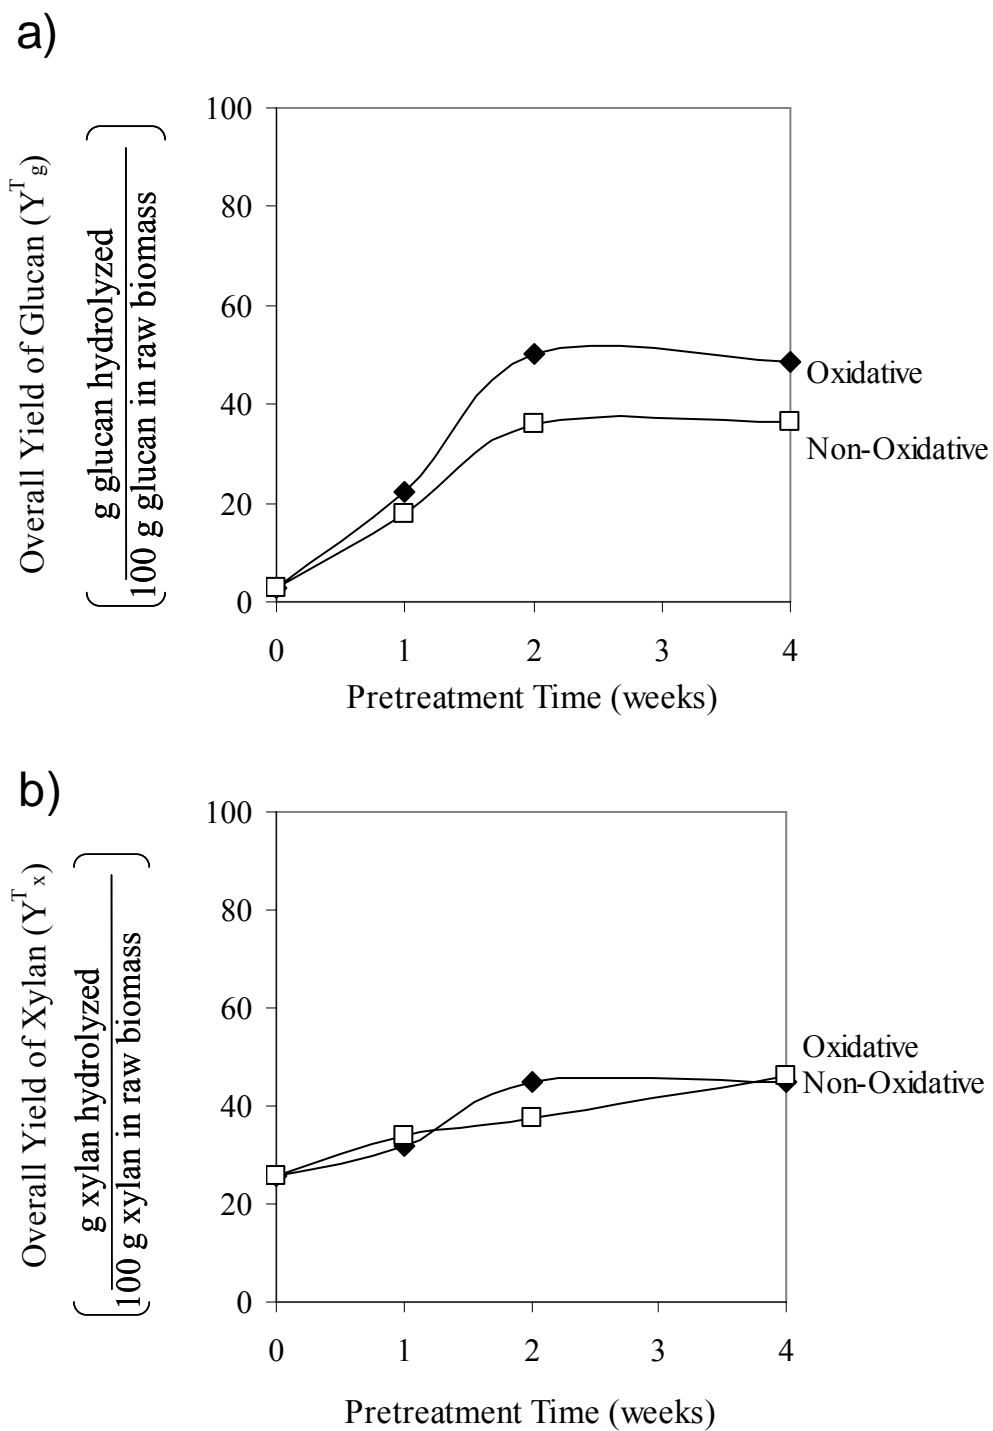 a)
Overall Yield of Glucan (Y^T_g)
g glucan hydrolyzed
100 g glucan in raw biomass
100
80
60
40
20
0
0 1 2 3 4
Oxidative
Non-Oxidative
Pretreatment Time (weeks)
b)
Overall Yield of Xylan (Y^T_x)
g xylan hydrolyzed
100 g xylan in raw biomass
100
80
60
40
20
0
0 1 2 3 4
Oxidative
Non-Oxidative
Pretreatment Time (weeks)